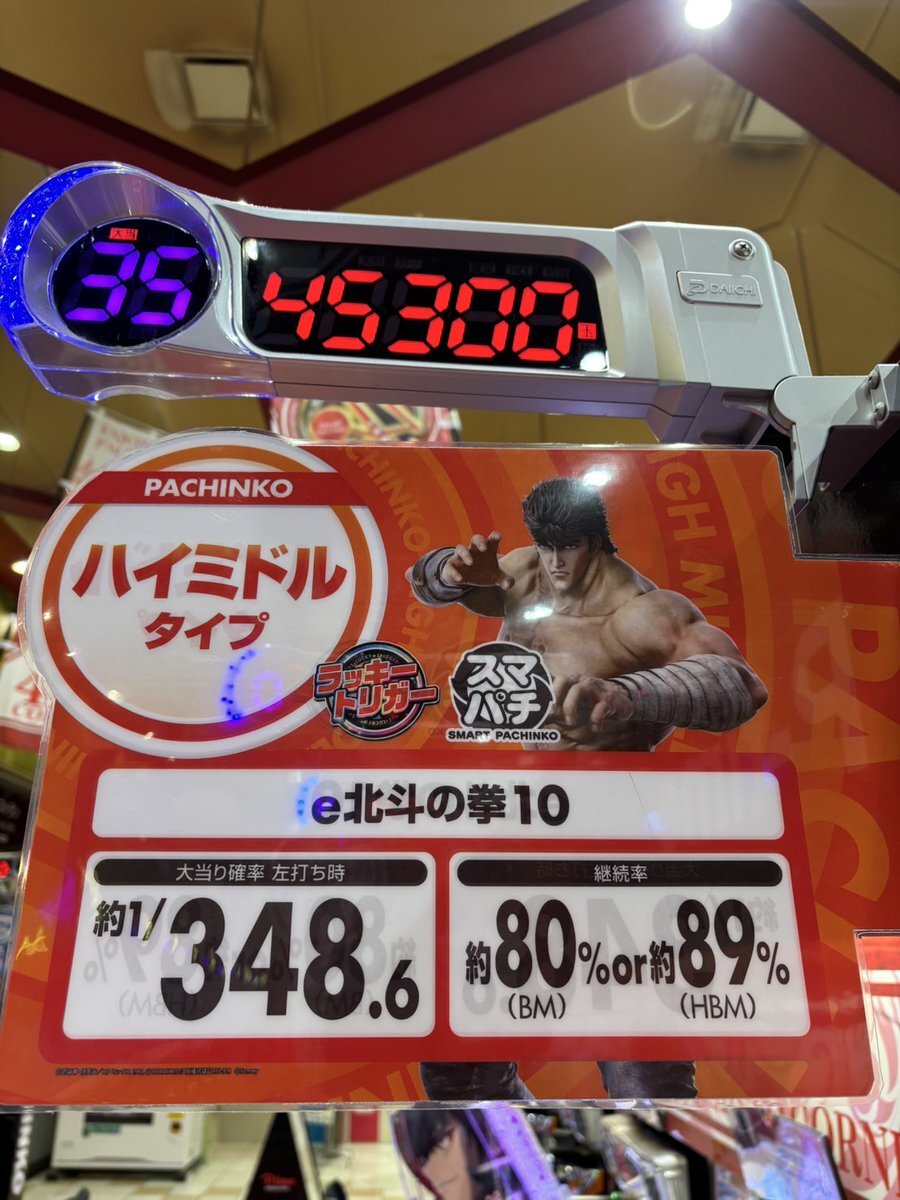 大当
35
45300
玉
DAIICHI
PACHINKO
ハイミドル
タイプ
ラッキー
トリガー
スマ
パチ
SMART PACHINKO
e北斗の拳10
大当り確率 左打ち時
約1/348.6
継続率
約80%or約89%
(BM)
(HBM)